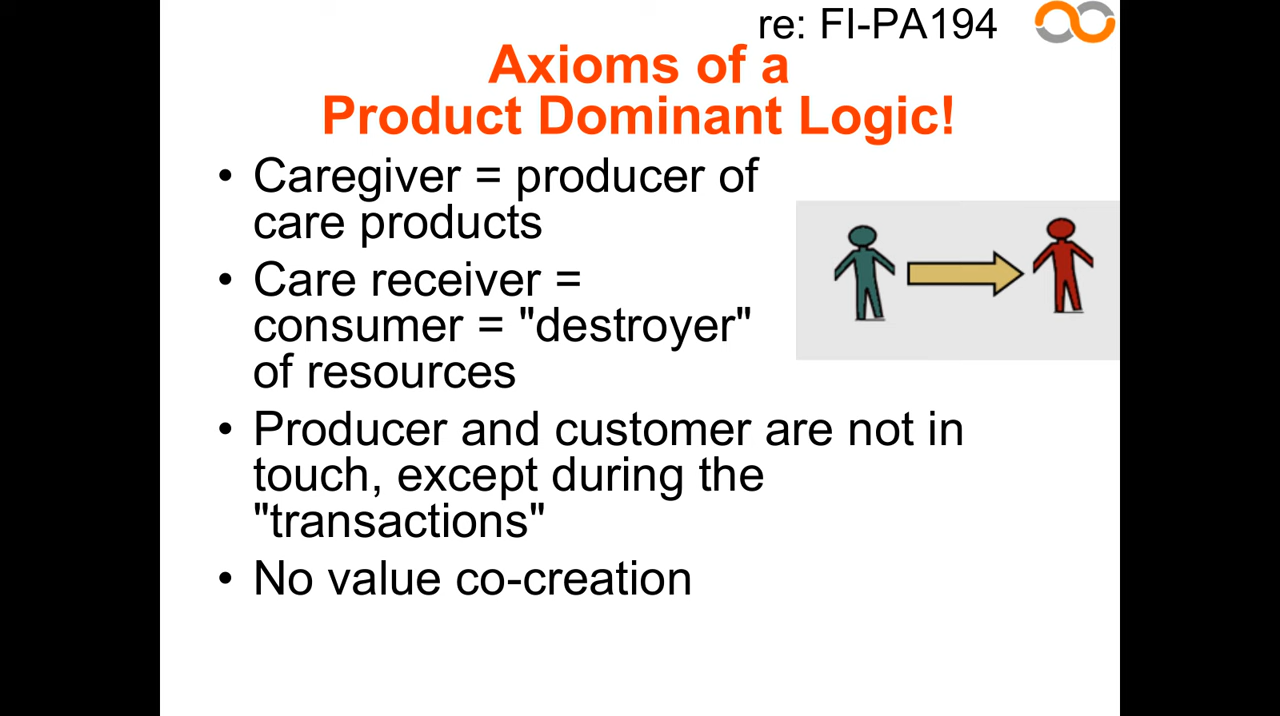 re: FI-PA194
Axioms of a
Product Dominant Logic!
• Caregiver = producer of
care products
• Care receiver =
consumer = "destroyer"
of resources
• Producer and customer are not in
touch, except during the
"transactions"
• No value co-creation